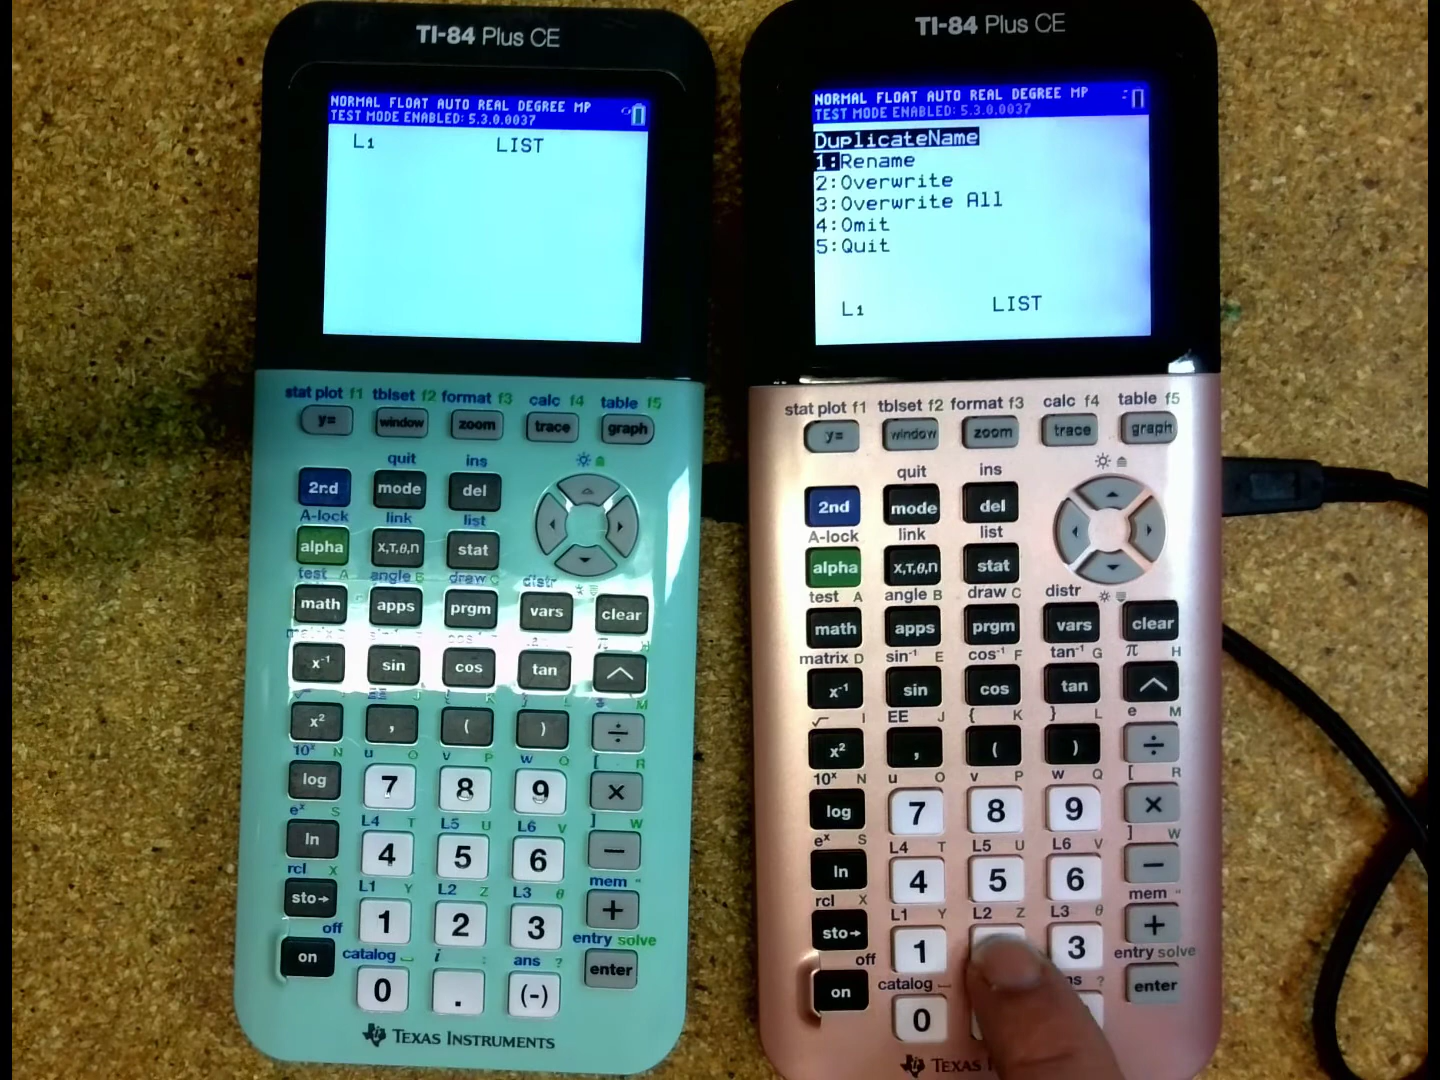 TI-84 Plus CE
NORMAL FLOAT AUTO REAL DEGREE MP
TEST MODE ENABLED: 5.3.0.0037
L1 LIST
stat plot f1 tblset f2 format f3 calc f4 table f5
y= window zoom trace graph
quit ins
2nd mode del
A-lock link list
alpha X,T,θ,n stat
test A angle B draw C distr
math apps prgm vars clear
x⁻¹ sin cos tan ^
M
x² , ( ) ÷
10ˣ N u O v P w Q [ R
log 7 8 9 ×
eˣ S L4 T L5 U L6 V ] W
ln 4 5 6 −
rcl X L1 Y L2 Z L3 θ mem "
sto→ 1 2 3 +
off catalog i : ans ? entry solve
on 0 . (-) enter
TEXAS INSTRUMENTS
TI-84 Plus CE
NORMAL FLOAT AUTO REAL DEGREE MP
TEST MODE ENABLED: 5.3.0.0037
DuplicateName
1:Rename
2:Overwrite
3:Overwrite All
4:Omit
5:Quit
L1 LIST
stat plot f1 tblset f2 format f3 calc f4 table f5
y= window zoom trace graph
quit ins
2nd mode del
A-lock link list
alpha X,T,θ,n stat
test A angle B draw C distr
math apps prgm vars clear
matrix D sin⁻¹ E cos⁻¹ F tan⁻¹ G π H
x⁻¹ sin cos tan ^
√ I EE J { K } L e M
x² , ( ) ÷
10ˣ N u O v P w Q [ R
log 7 8 9 ×
eˣ S L4 T L5 U L6 V ] W
ln 4 5 6 −
rcl X L1 Y L2 Z L3 θ mem "
sto→ 1 3 +
off catalog ? entry solve
on 0 enter
TEXAS